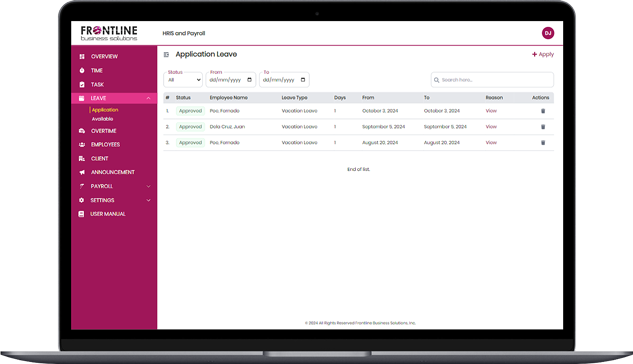 FRONTLINE
business solutions
HRIS and Payroll
DJ
OVERVIEW
TIME
TASK
LEAVE
Application
Available
OVERTIME
EMPLOYEES
CLIENT
ANNOUNCEMENT
PAYROLL
SETTINGS
USER MANUAL
Application Leave
+ Apply
Status
All
From
dd/mm/yyyy
To
dd/mm/yyyy
Search here...
# Status Employee Name Leave Type Days From To Reason Actions
1. Approved Poe, Fornado Vacation Leave 1 October 3, 2024 October 3, 2024 View
2. Approved Dela Cruz, Juan Vacation Leave 1 September 5, 2024 September 5, 2024 View
3. Approved Poe, Fornado Vacation Leave 1 August 20, 2024 August 20, 2024 View
End of list.
© 2024 All Rights Reserved Frontline Business Solutions, Inc.